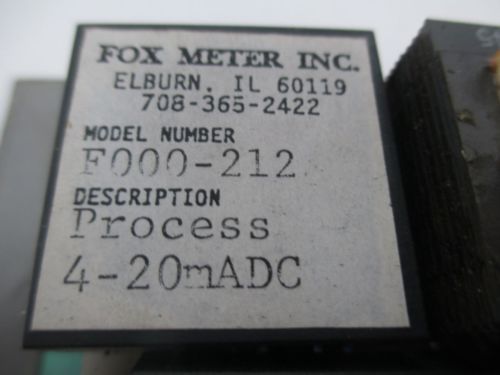 FOX METER INC.
ELBURN, IL 60119
708-365-2422
MODEL NUMBER
F000-212
DESCRIPTION
Process
4-20mADC